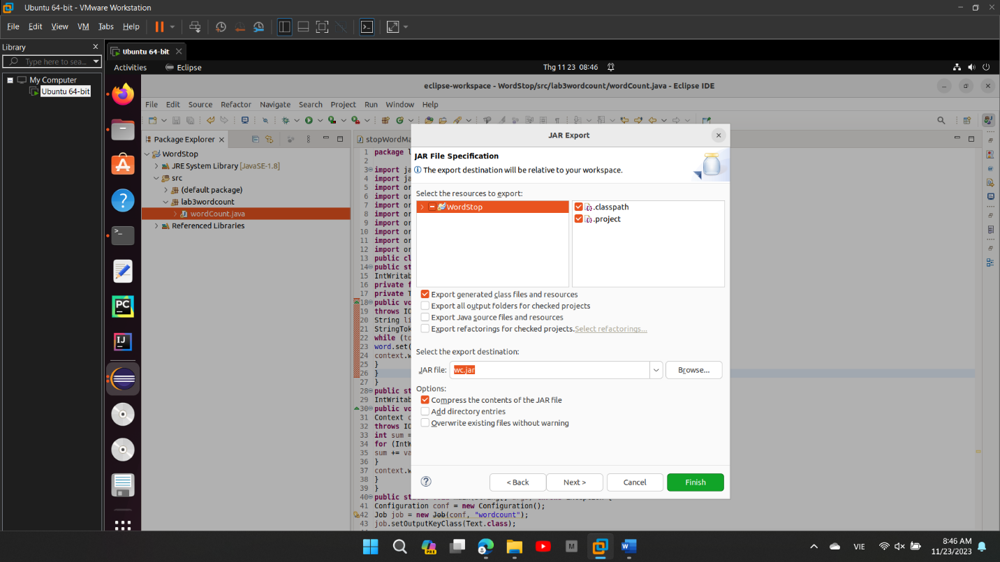 Ubuntu 64-bit - VMware Workstation
File Edit View VM Tabs Help
Library
Type here to sea...
My Computer
Ubuntu 64-bit
Ubuntu 64-bit
Activities Eclipse Thg 11 23 08:46
eclipse-workspace - WordStop/src/lab3wordcount/wordCount.java - Eclipse IDE
File Edit Source Refactor Navigate Search Project Run Window Help
Package Explorer
WordStop
JRE System Library [JavaSE-1.8]
src
(default package)
lab3wordcount
wordCount.java
Referenced Libraries
stopWordMa
1 package l
2
3 import ja
4 import ja
5 import or
6 import or
7 import or
8 import or
9 import or
10 import or
11 import or
12 import or
13 public cl
14 public st
15 IntWritab
16 private f
17 private T
18 public vo
19 throws IO
20 String li
21 StringTok
22 while (to
23 word.set(
24 context.w
25 }
26 }
27 }
28 public st
29 IntWritab
30 public vo
31 Context c
32 throws IO
33 int sum =
34 for (IntW
35 sum += va
36 }
37 context.w
38 }
39 }
40 public static void main(String[] args) throws Exception {
41 Configuration conf = new Configuration();
42 Job job = new Job(conf, "wordcount");
43 job.setOutputKeyClass(Text.class);
JAR Export
JAR File Specification
The export destination will be relative to your workspace.
Select the resources to export:
WordStop
.classpath
.project
Export generated class files and resources
Export all output folders for checked projects
Export Java source files and resources
Export refactorings for checked projects. Select refactorings...
Select the export destination:
JAR file: wc.jar Browse...
Options:
Compress the contents of the JAR file
Add directory entries
Overwrite existing files without warning
< Back Next > Cancel Finish
PC
IJ
PRE
M
W
VIE
8:46 AM
11/23/2023